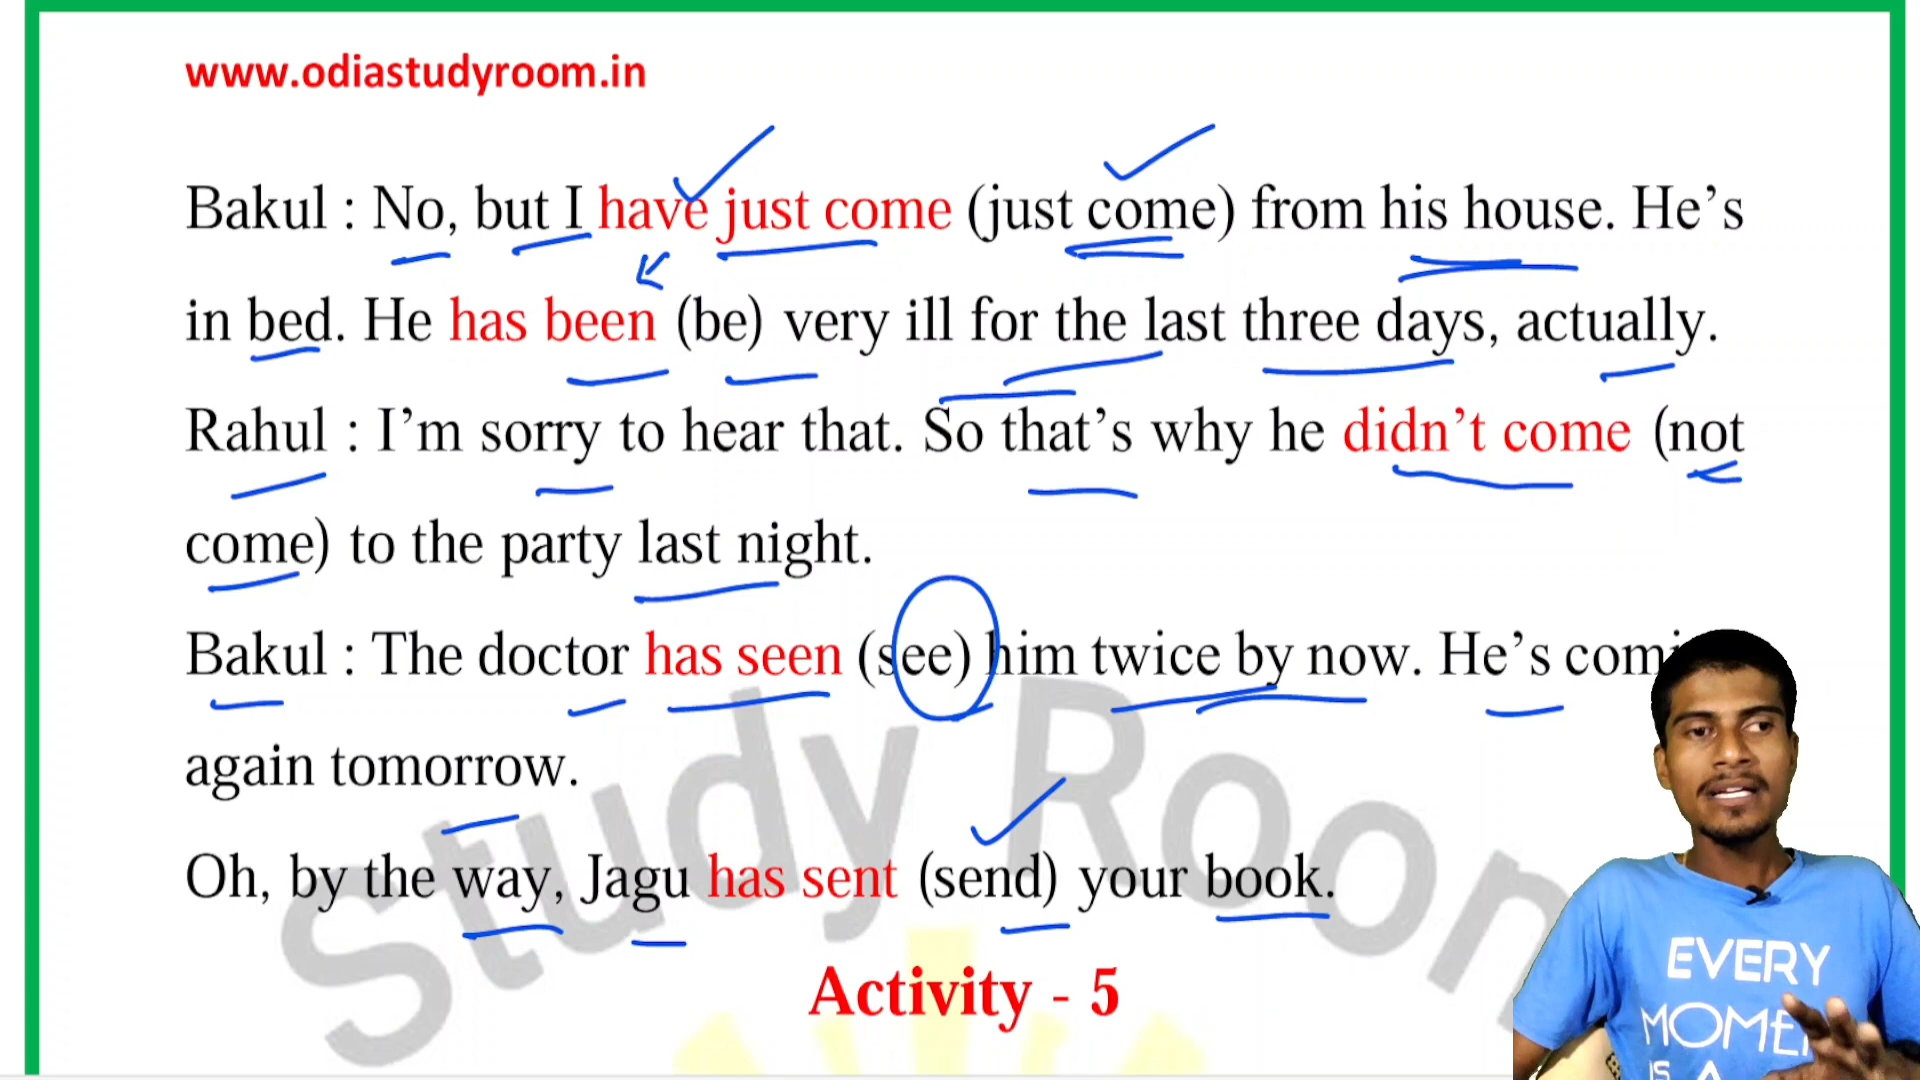 www.odiastudyroom.in
Bakul : No, but I have just come (just come) from his house. He's
in bed. He has been (be) very ill for the last three days, actually.
Rahul : I'm sorry to hear that. So that's why he didn't come (not
come) to the party last night.
Bakul : The doctor has seen (see) him twice by now. He's
again tomorrow.
Oh, by the way, Jagu has sent (send) your book.
Study Room
Activity - 5
EVERY
IS A